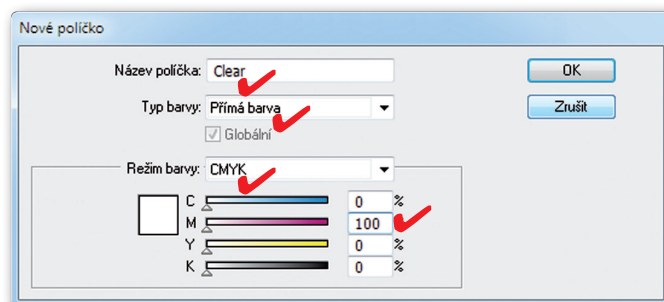 Nové políčko
Název políčka: Clear
OK
Typ barvy: Přímá barva
Zrušit
Globální
Režim barvy: CMYK
C 0 %
M 100 %
Y 0 %
K 0 %